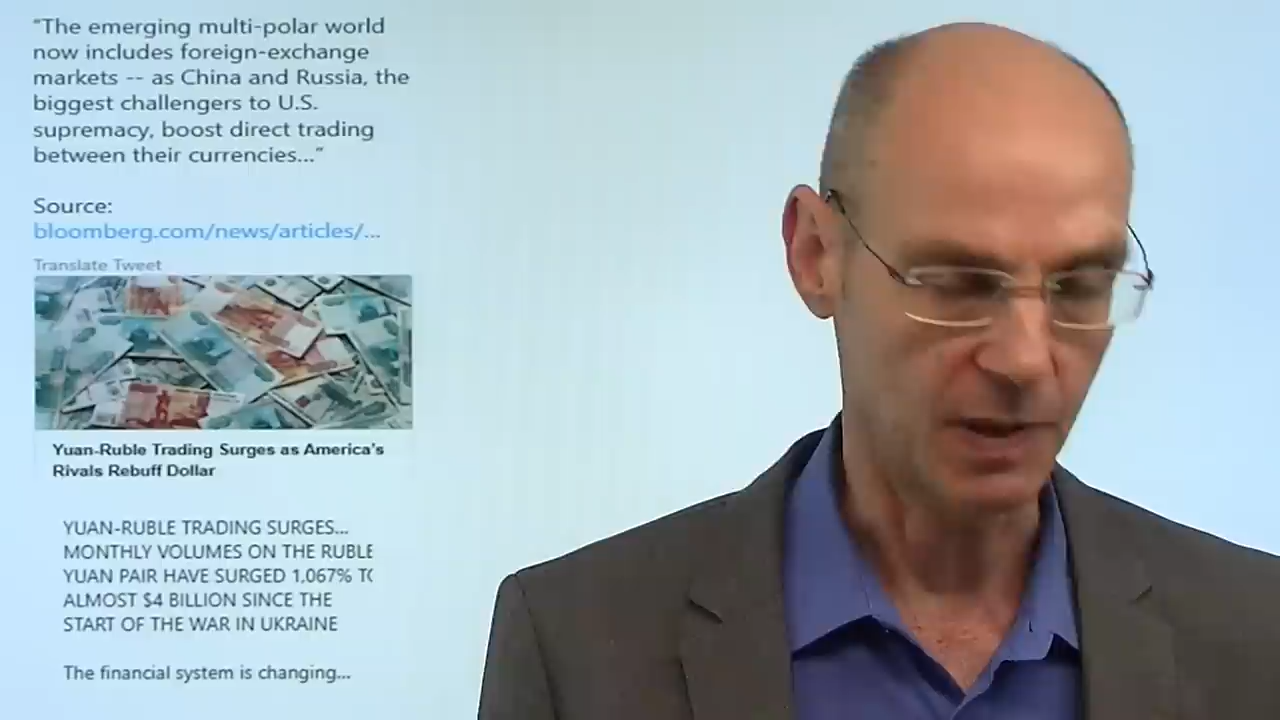 "The emerging multi-polar world
now includes foreign-exchange
markets -- as China and Russia, the
biggest challengers to U.S.
supremacy, boost direct trading
between their currencies..."
Source:
bloomberg.com/news/articles/...
Translate Tweet
Yuan-Ruble Trading Surges as America's
Rivals Rebuff Dollar
YUAN-RUBLE TRADING SURGES...
MONTHLY VOLUMES ON THE RUBLE
YUAN PAIR HAVE SURGED 1,067% TO
ALMOST $4 BILLION SINCE THE
START OF THE WAR IN UKRAINE
The financial system is changing...